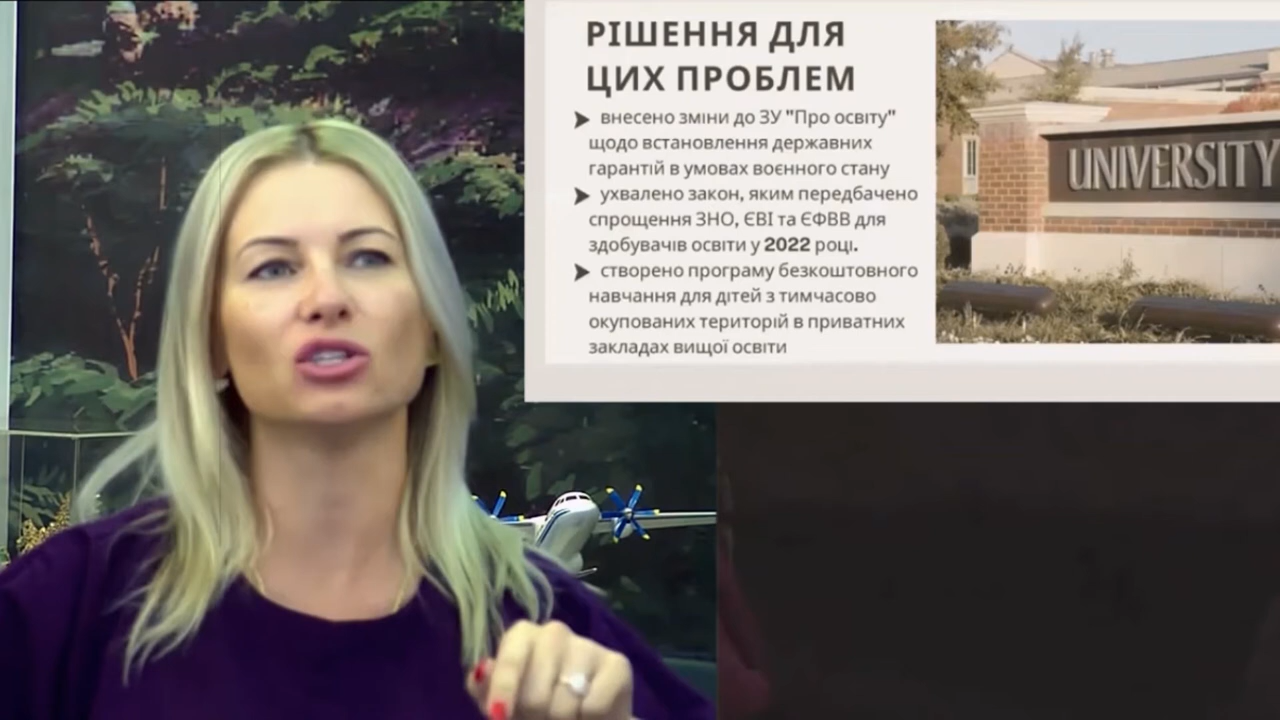 РІШЕННЯ ДЛЯ
ЦИХ ПРОБЛЕМ
внесено зміни до ЗУ "Про освіту"
щодо встановлення державних
гарантій в умовах воєнного стану
ухвалено закон, яким передбачено
спрощення ЗНО, ЄВІ та ЄФВВ для
здобувачів освіти у 2022 році.
створено програму безкоштовного
навчання для дітей з тимчасово
окупованих територій в приватних
закладах вищої освіти
UNIVERSITY